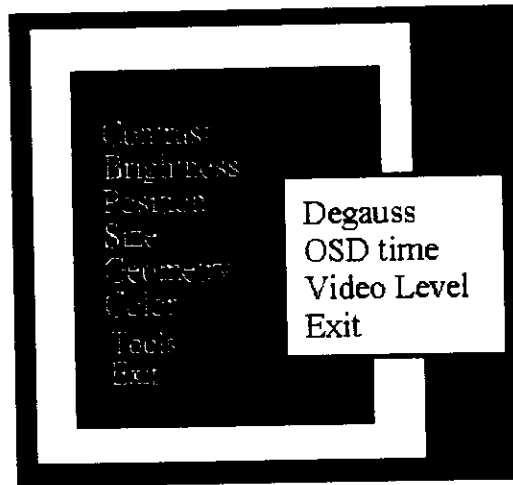 Contrast
Brightness
Position
Size
Geometry
Color
Tools
Exit
Degauss
OSD time
Video Level
Exit